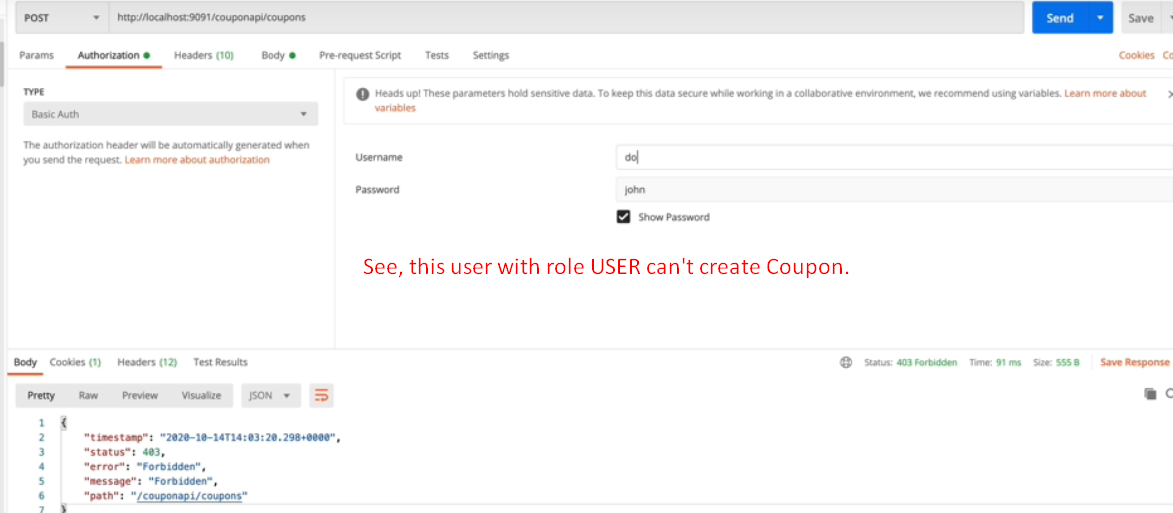 POST http://localhost:9091/couponapi/coupons Send Save
Params Authorization Headers (10) Body Pre-request Script Tests Settings Cookies
TYPE
Heads up! These parameters hold sensitive data. To keep this data secure while working in a collaborative environment, we recommend using variables. Learn more about
variables
Basic Auth
The authorization header will be automatically generated when
you send the request. Learn more about authorization
Username do
Password john
Show Password
See, this user with role USER can't create Coupon.
Body Cookies (1) Headers (12) Test Results Status: 403 Forbidden Time: 91 ms Size: 555 B Save Response
Pretty Raw Preview Visualize JSON
1 {
2 "timestamp": "2020-10-14T14:03:20.298+0000",
3 "status": 403,
4 "error": "Forbidden",
5 "message": "Forbidden",
6 "path": "/couponapi/coupons"
7 }